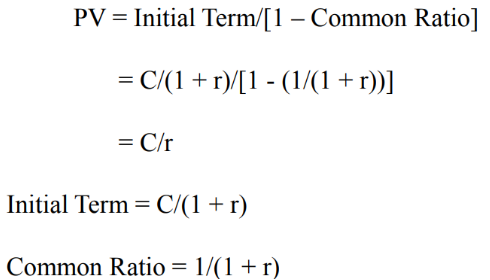 PV = Initial Term/[1 – Common Ratio]
= C/(1 + r)/[1 - (1/(1 + r))]
= C/r
Initial Term = C/(1 + r)
Common Ratio = 1/(1 + r)